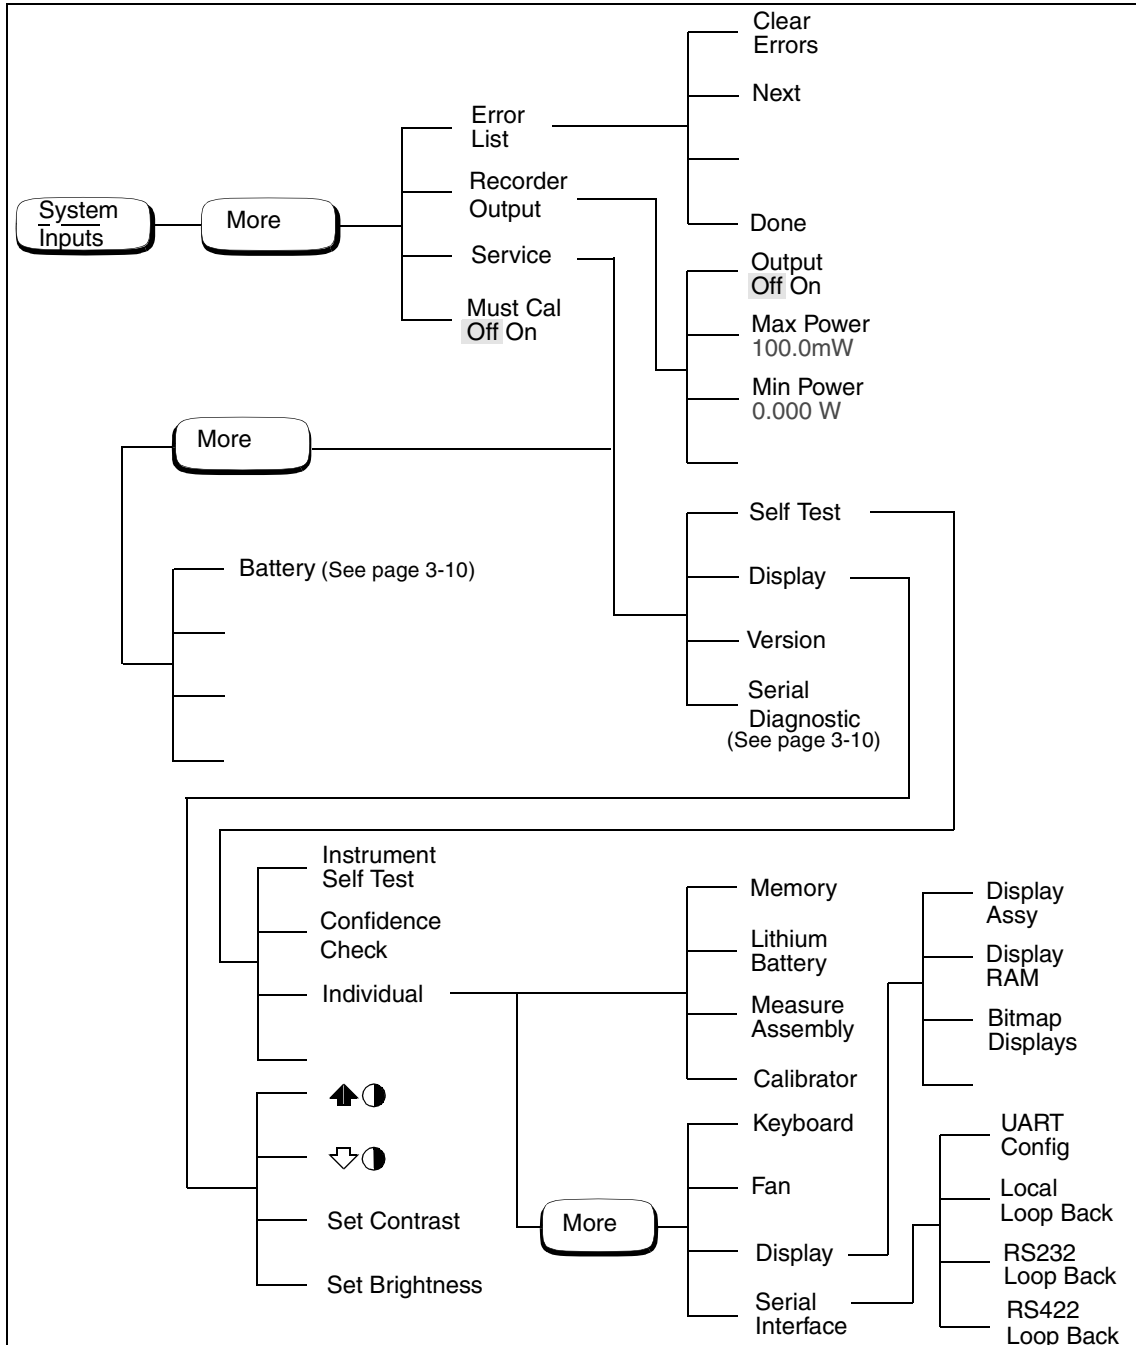 Clear
Errors
Next
Error
List
Recorder
Output
System
Inputs
More
Done
Service
Output
Off On
Must Cal
Off On
Max Power
100.0mW
Min Power
0.000 W
More
Self Test
Battery (See page 3-10)
Display
Version
Serial
Diagnostic
(See page 3-10)
Instrument
Self Test
Confidence
Check
Individual
Memory
Lithium
Battery
Measure
Assembly
Calibrator
Display
Assy
Display
RAM
Bitmap
Displays
Keyboard
Fan
More
Display
Serial
Interface
UART
Config
Local
Loop Back
RS232
Loop Back
RS422
Loop Back
Set Contrast
Set Brightness